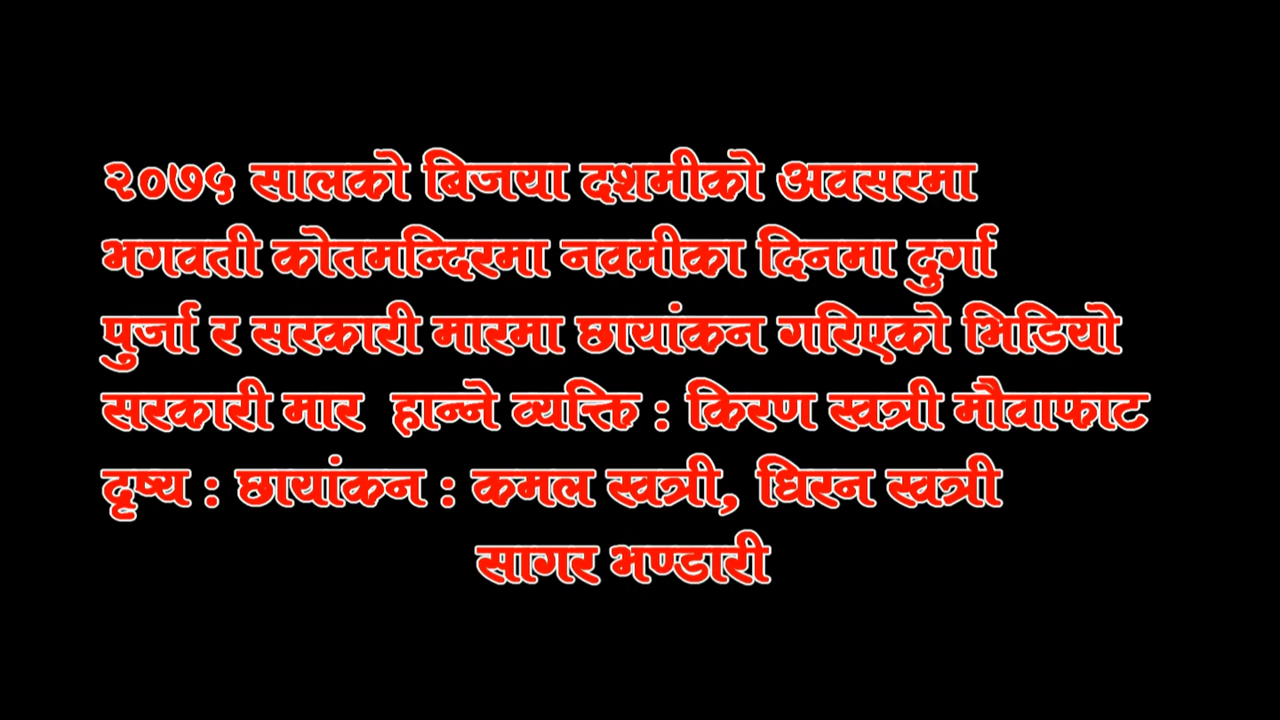 २०७५ सालको बिजया दशमीको अवसरमा
भगवती कोतमन्दिरमा नवमीका दिनमा दुर्गा
पुर्जा र सरकारी मारमा छायांकन गरिएको भिडियो
सरकारी मार हान्ने व्यक्ति : किरण खत्री मौवाफाट
दृष्य : छायांकन : कमल खत्री, धिरन खत्री
सागर भण्डारी